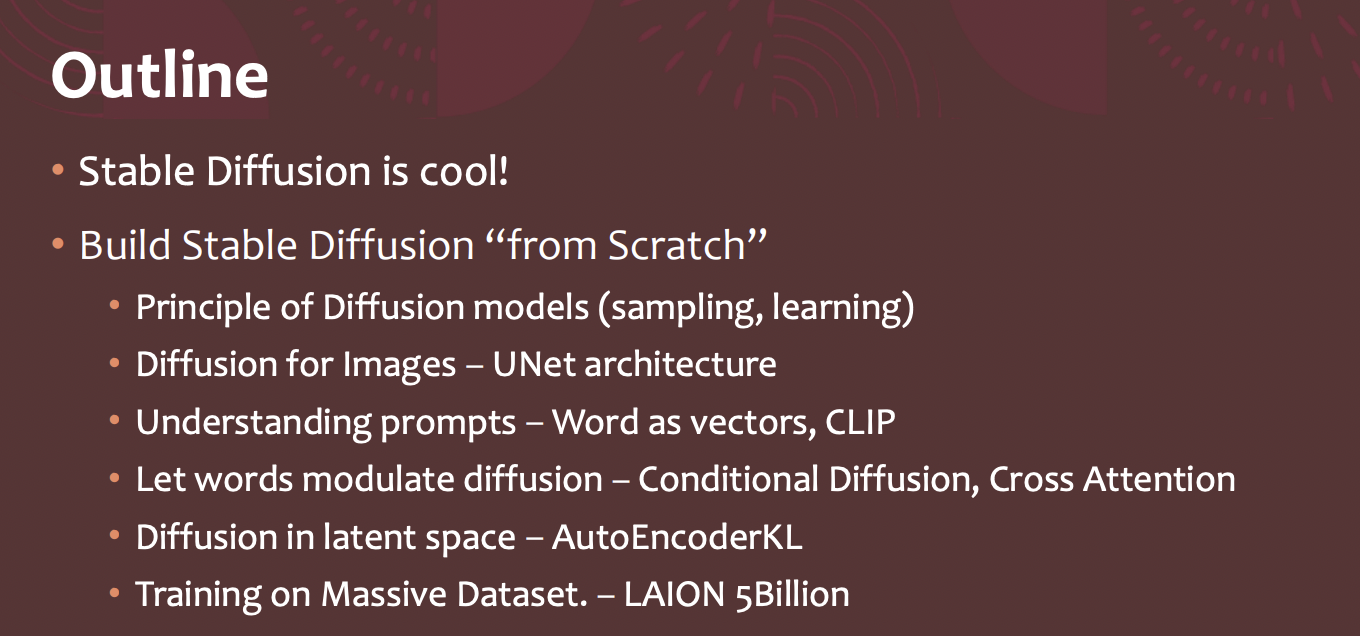 Outline
• Stable Diffusion is cool!
• Build Stable Diffusion “from Scratch”
• Principle of Diffusion models (sampling, learning)
• Diffusion for Images – UNet architecture
• Understanding prompts – Word as vectors, CLIP
• Let words modulate diffusion – Conditional Diffusion, Cross Attention
• Diffusion in latent space – AutoEncoderKL
• Training on Massive Dataset. – LAION 5Billion